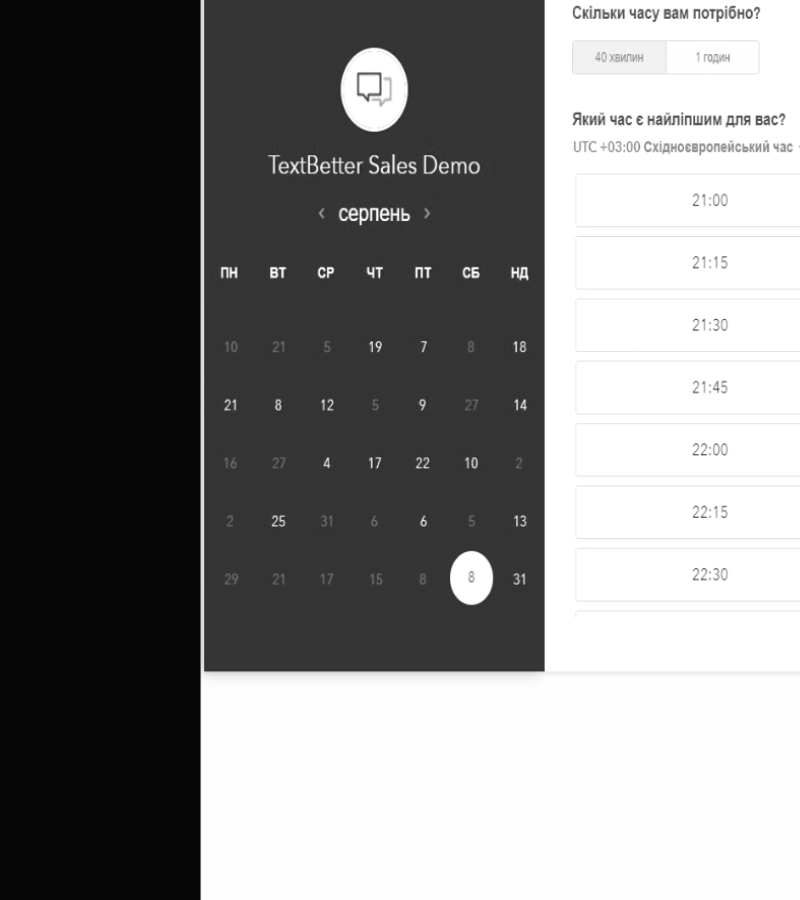 TextBetter Sales Demo
‹ серпень ›
ПН ВТ СР ЧТ ПТ СБ НД
10 21 5 19 7 8 18
21 8 12 5 9 27 14
16 27 4 17 22 10 2
2 25 31 6 6 5 13
29 21 17 15 8 8 31
Скільки часу вам потрібно?
40 хвилин 1 годин
Який час є найліпшим для вас?
UTC +03:00 Східноєвропейський час
21:00
21:15
21:30
21:45
22:00
22:15
22:30